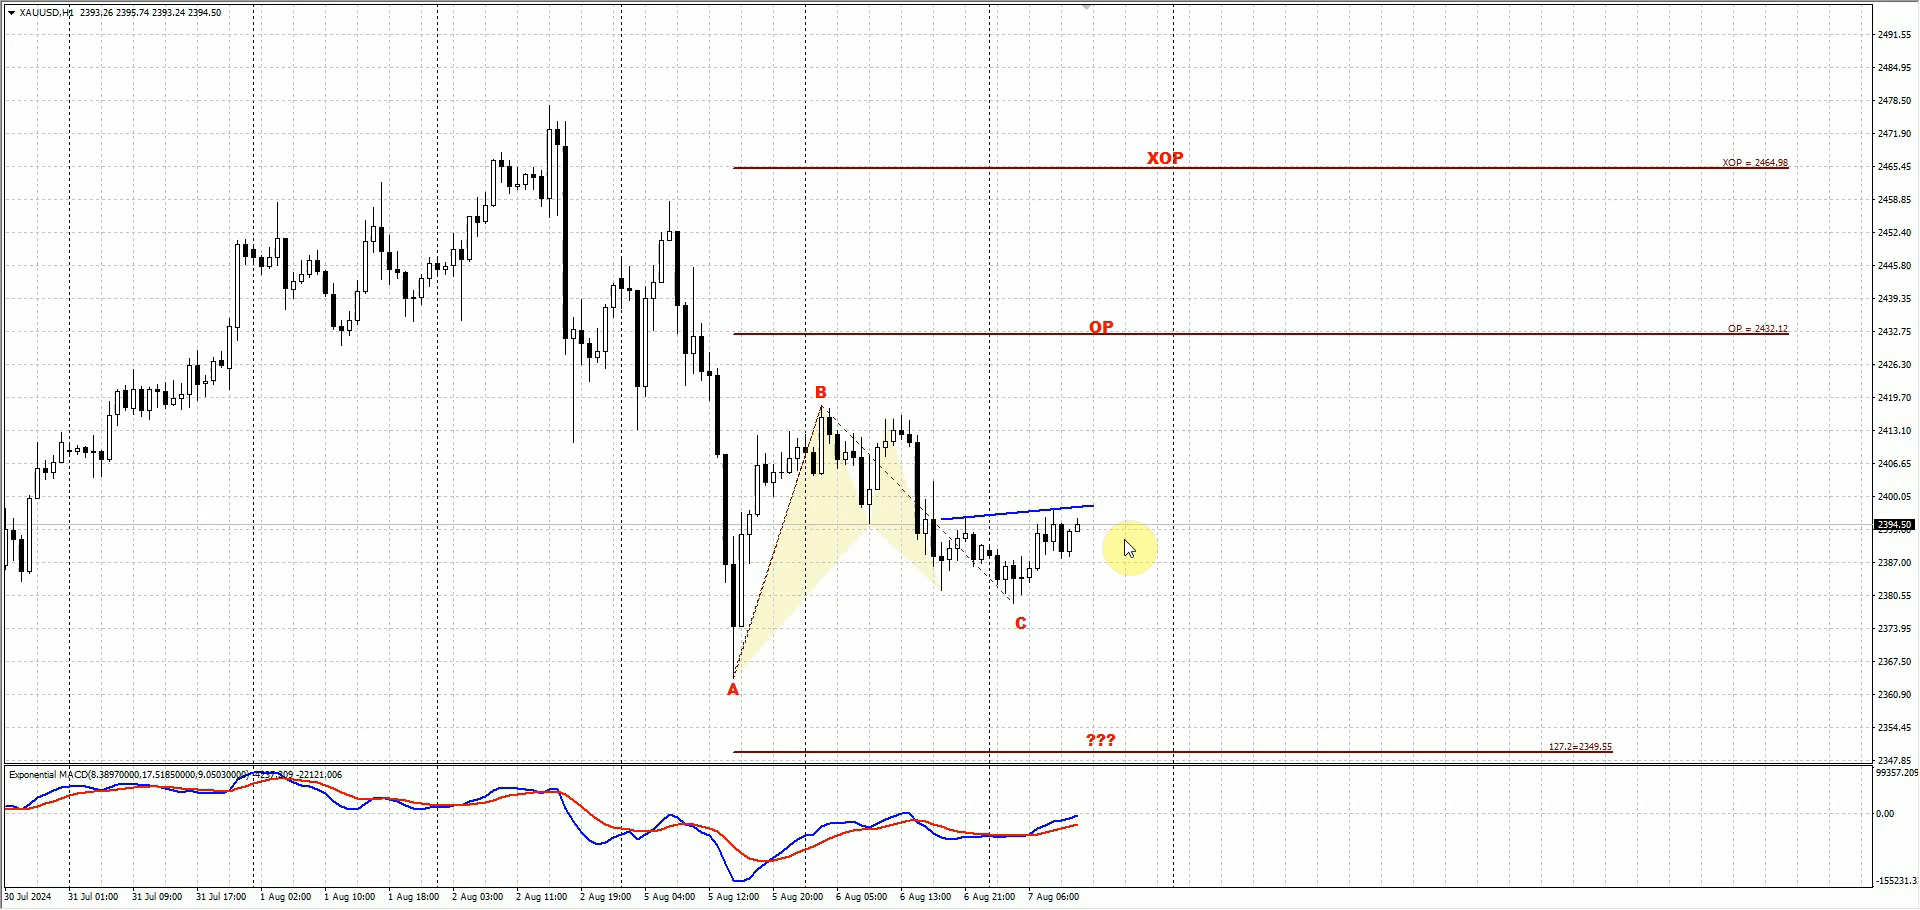 XAUUSD,H1 2393.26 2395.74 2393.24 2394.50
2491.55
2484.95
2478.50
2471.90
XOP
XOP = 2464.98
2465.45
2458.85
2452.40
2445.80
2439.35
OP
OP = 2432.12
2432.75
2426.30
2419.70
B
2413.10
2406.65
2400.05
2394.50
2387.00
2380.55
C
2373.95
2367.50
A
2360.90
2354.45
???
127.2=2349.55
2347.85
Exponential MACD(8.38970000,17.51850000,9.05030000) -4237.209 -22121.006
99357.209
0.00
-155231.3
30 Jul 2024 31 Jul 01:00 31 Jul 09:00 31 Jul 17:00 1 Aug 02:00 1 Aug 10:00 1 Aug 18:00 2 Aug 03:00 2 Aug 11:00 2 Aug 19:00 5 Aug 04:00 5 Aug 12:00 5 Aug 20:00 6 Aug 05:00 6 Aug 13:00 6 Aug 21:00 7 Aug 06:00